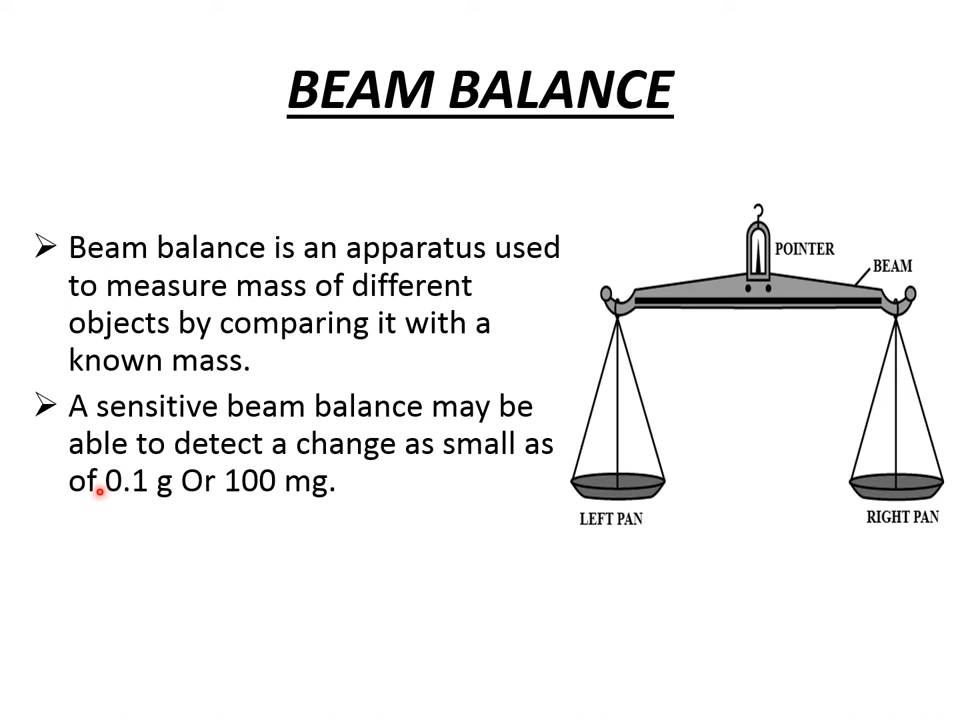 BEAM BALANCE
Beam balance is an apparatus used
to measure mass of different
objects by comparing it with a
known mass.
A sensitive beam balance may be
able to detect a change as small as
of 0.1 g Or 100 mg.
POINTER
BEAM
LEFT PAN
RIGHT PAN